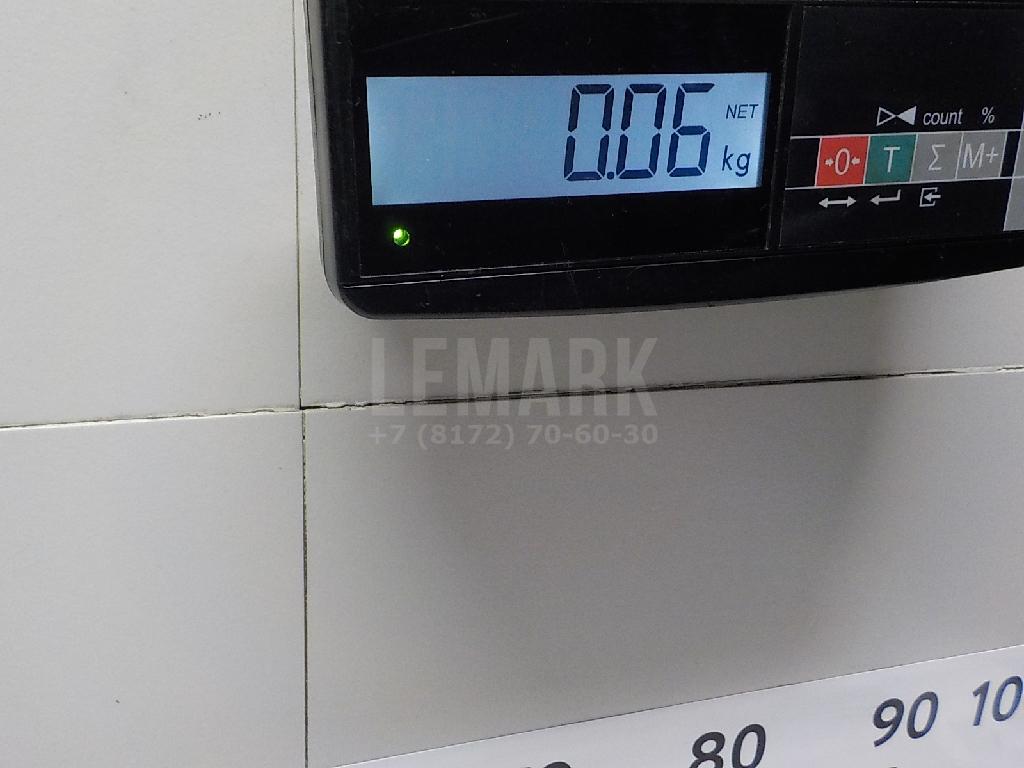 0.06 NET kg
count %
→0← T Σ M+
LEMARK
+7 (8172) 70-60-30
80 90